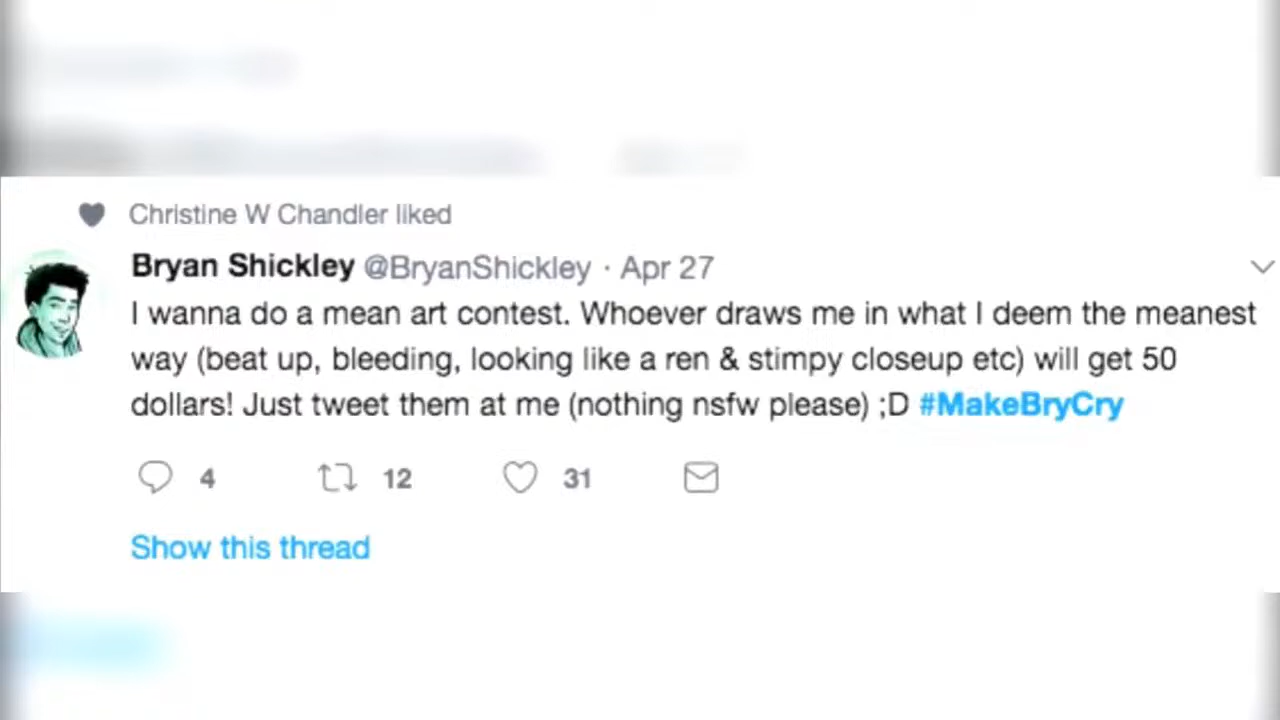 Christine W Chandler liked
Bryan Shickley @BryanShickley · Apr 27
I wanna do a mean art contest. Whoever draws me in what I deem the meanest
way (beat up, bleeding, looking like a ren & stimpy closeup etc) will get 50
dollars! Just tweet them at me (nothing nsfw please) ;D #MakeBryCry
4 12 31
Show this thread